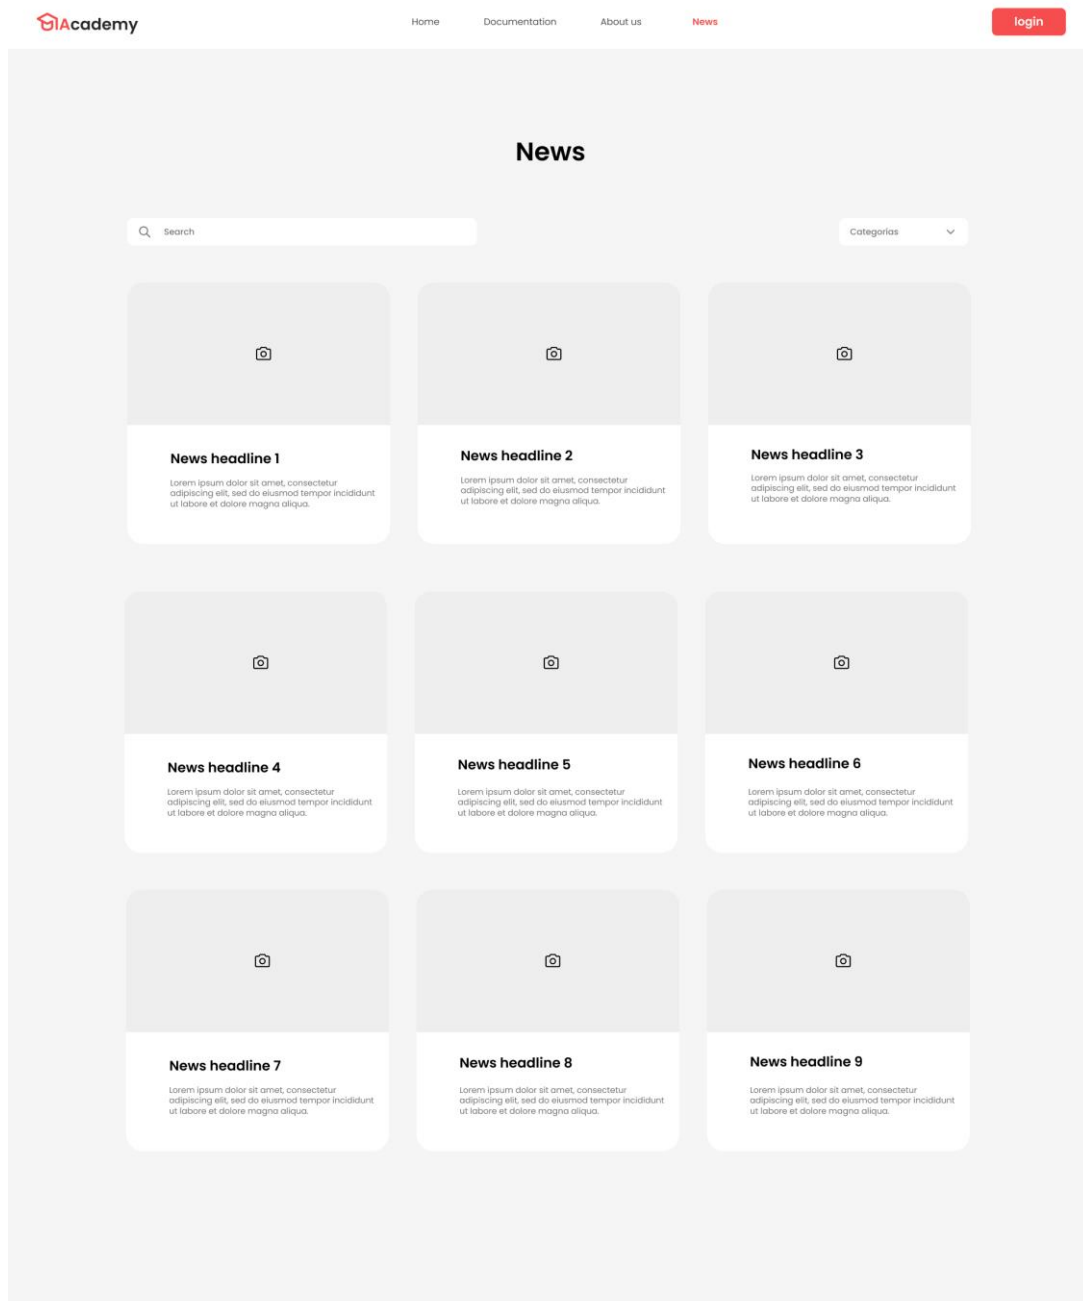 IAcademy
Home
Documentation
About us
News
login
News
Search
Categorías
News headline 1
Lorem ipsum dolor sit amet, consectetur
adipiscing elit, sed do eiusmod tempor incididunt
ut labore et dolore magna aliqua.
News headline 2
Lorem ipsum dolor sit amet, consectetur
adipiscing elit, sed do eiusmod tempor incididunt
ut labore et dolore magna aliqua.
News headline 3
Lorem ipsum dolor sit amet, consectetur
adipiscing elit, sed do eiusmod tempor incididunt
ut labore et dolore magna aliqua.
News headline 4
Lorem ipsum dolor sit amet, consectetur
adipiscing elit, sed do eiusmod tempor incididunt
ut labore et dolore magna aliqua.
News headline 5
Lorem ipsum dolor sit amet, consectetur
adipiscing elit, sed do eiusmod tempor incididunt
ut labore et dolore magna aliqua.
News headline 6
Lorem ipsum dolor sit amet, consectetur
adipiscing elit, sed do eiusmod tempor incididunt
ut labore et dolore magna aliqua.
News headline 7
Lorem ipsum dolor sit amet, consectetur
adipiscing elit, sed do eiusmod tempor incididunt
ut labore et dolore magna aliqua.
News headline 8
Lorem ipsum dolor sit amet, consectetur
adipiscing elit, sed do eiusmod tempor incididunt
ut labore et dolore magna aliqua.
News headline 9
Lorem ipsum dolor sit amet, consectetur
adipiscing elit, sed do eiusmod tempor incididunt
ut labore et dolore magna aliqua.